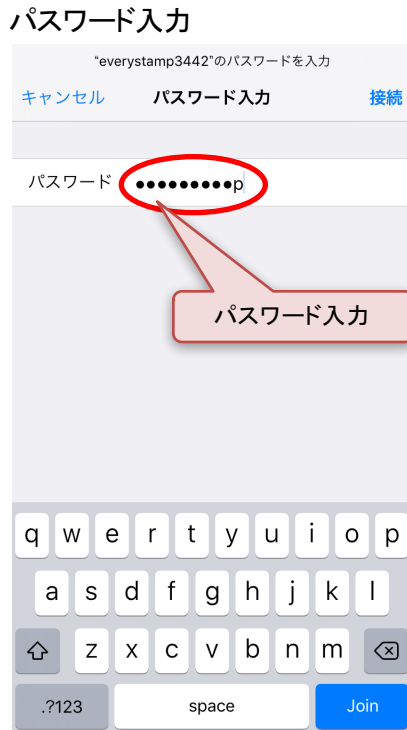 パスワード入力
“everystamp3442”のパスワードを入力
キャンセル パスワード入力 接続
パスワード ●●●●●●●●●p
パスワード入力
q w e r t y u i o p
a s d f g h j k l
z x c v b n m
.?123 space Join